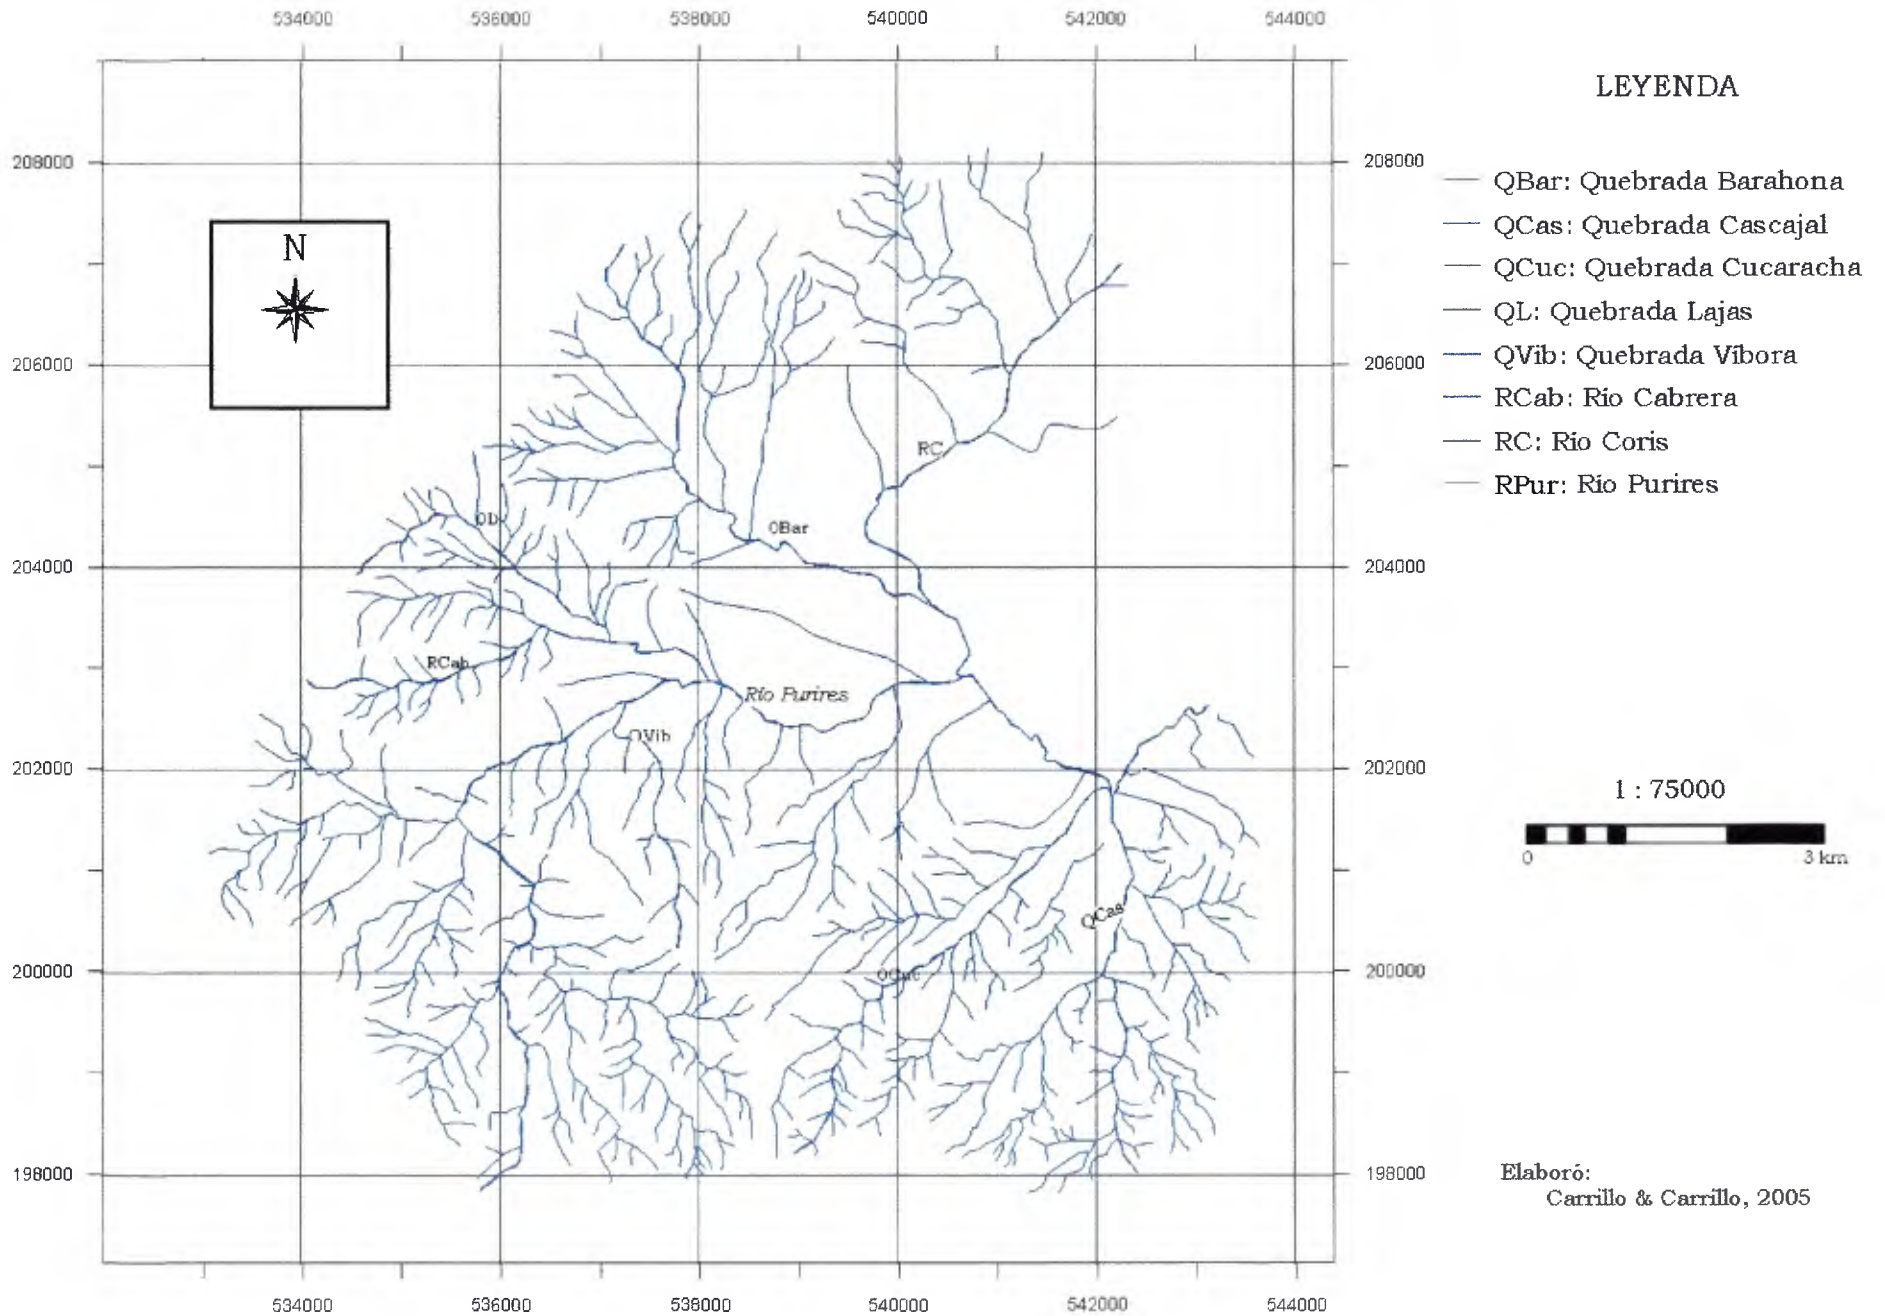 534000 536000 538000 540000 542000 544000
LEYENDA
208000 208000
QBar: Quebrada Barahona
QCas: Quebrada Cascajal
N
QCuc: Quebrada Cucaracha
QL: Quebrada Lajas
206000 206000
QVib: Quebrada Víbora
RCab: Río Cabrera
RC
RC: Río Coris
RPur: Río Purires
QL
QBar
204000 204000
RCab
Río Purires
QVib
202000 202000
1 : 75000
0 3 km
QCas
200000 200000
QCuc
198000 198000
Elaboró:
Carrillo & Carrillo, 2005
534000 536000 538000 540000 542000 544000